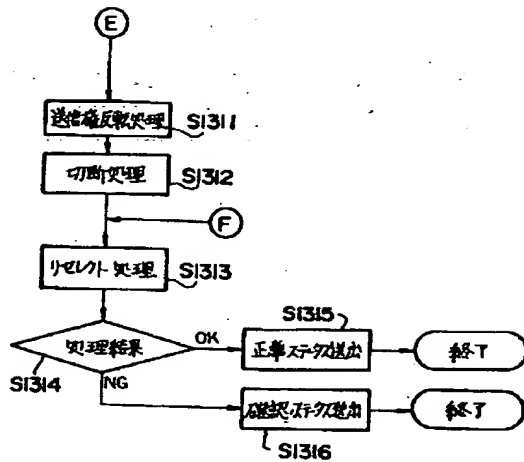 E
送信権反転処理 S1311
切断処理 S1312
F
リセレクト処理 S1313
処理結果 OK
S1314 NG
S1315
正常ステータス送出
終了
確認ステータス送出
終了
S1316